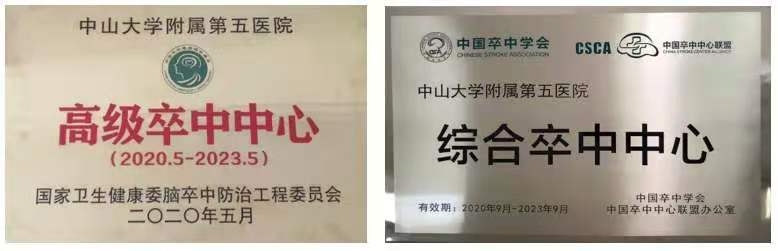 中山大学附属第五医院
高级卒中中心
(2020.5-2023.5)
国家卫生健康委脑卒中防治工程委员会
二〇二〇年五月
中国卒中学会
CHINESE STROKE ASSOCIATION
CSCA
中国卒中中心联盟
CHINA STROKE CENTER ALLIANCE
中山大学附属第五医院
综合卒中中心
有效期：2020年9月-2023年9月
中国卒中学会
中国卒中中心联盟办公室